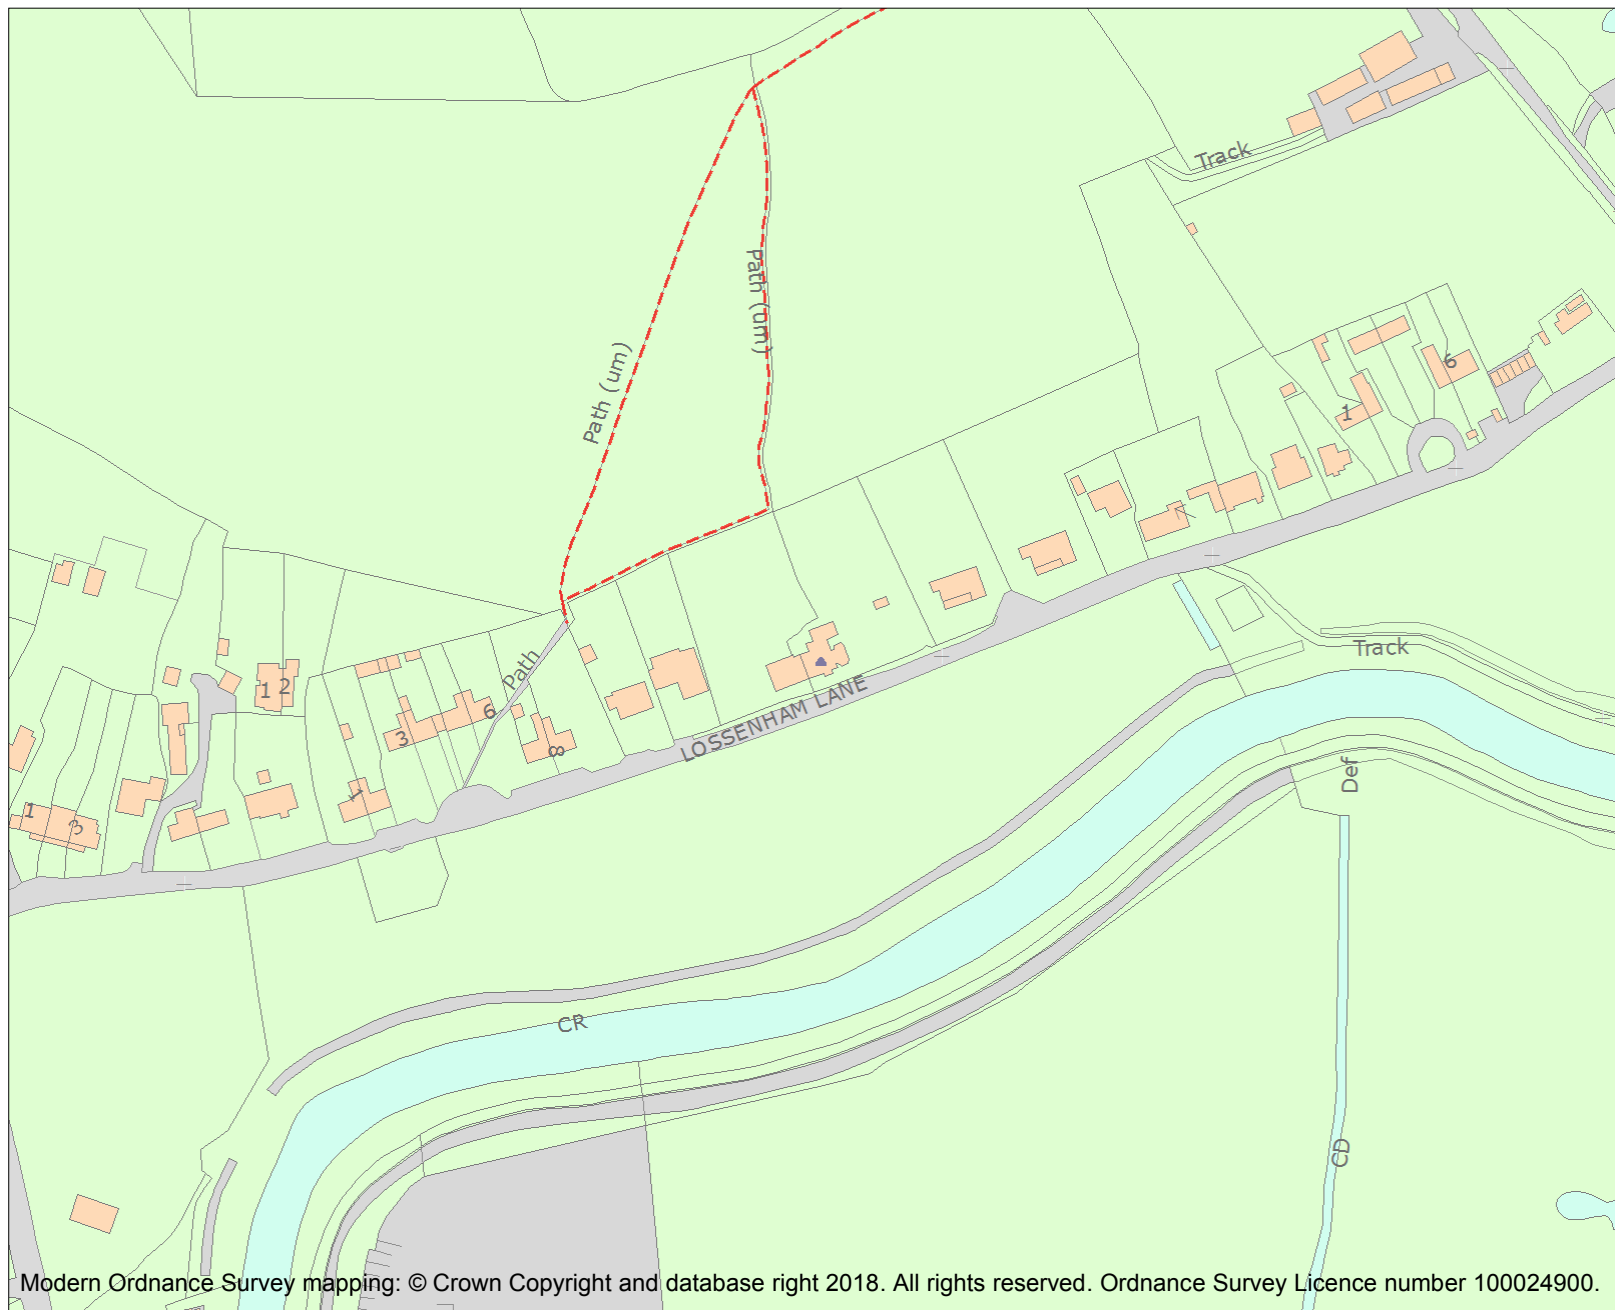 Track
Path (um)
Path (um)
6
1
Path
1 2
3
6
8
1
1
3
LOSSENHAM LANE
Track
Def
CR
CD
Modern Ordnance Survey mapping: © Crown Copyright and database right 2018. All rights reserved. Ordnance Survey Licence number 100024900.